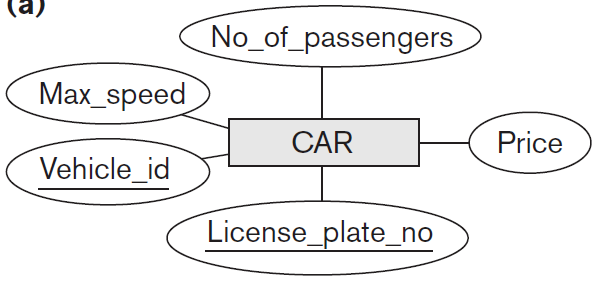 (a)
No_of_passengers
Max_speed
CAR
Price
Vehicle_id
License_plate_no